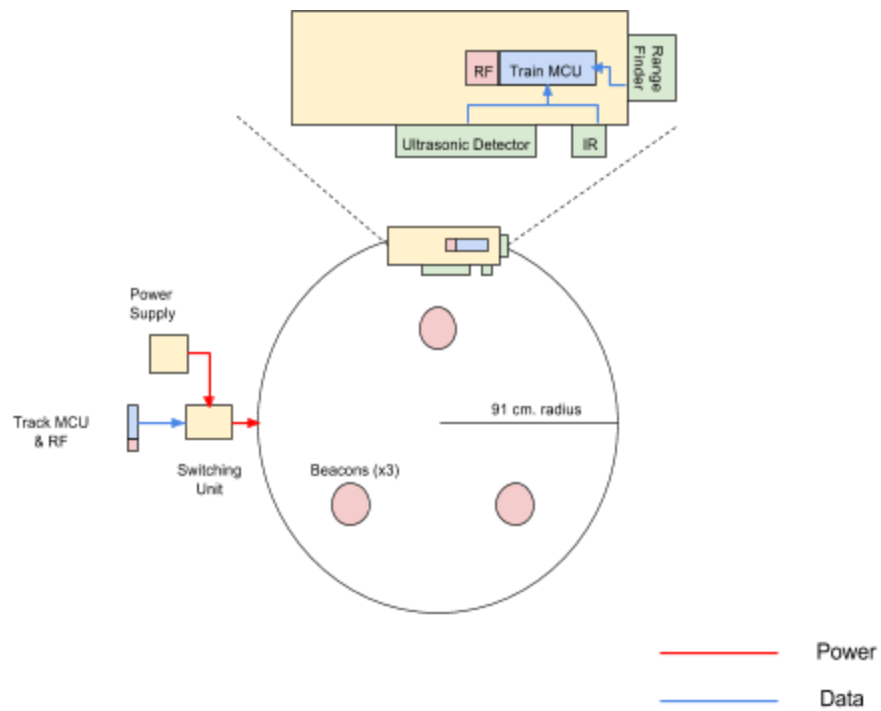 RF
Train MCU
Range
Finder
Ultrasonic Detector
IR
Power
Supply
91 cm. radius
Track MCU
& RF
Switching
Unit
Beacons (x3)
Power
Data